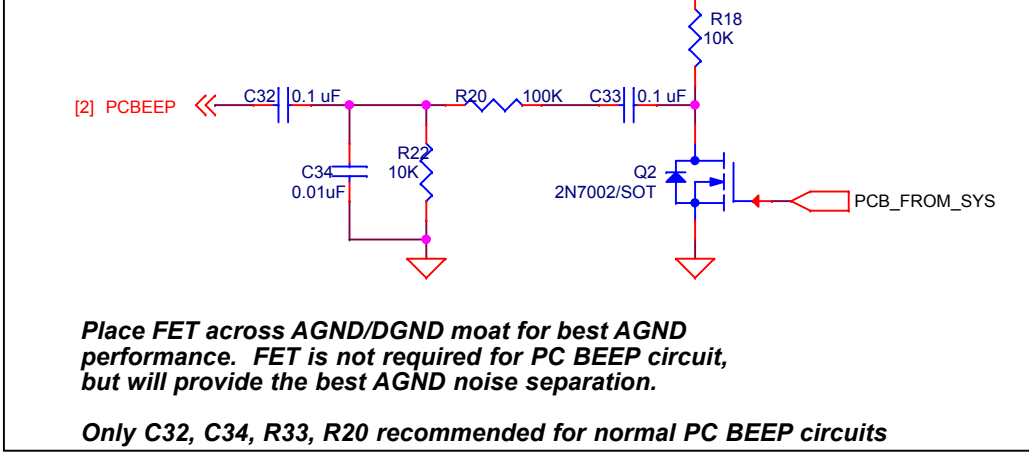 R18
10K
[2] PCBEEP
C32
0.1 uF
R20
100K
C33
0.1 uF
R22
10K
C34
0.01uF
Q2
2N7002/SOT
PCB_FROM_SYS
Place FET across AGND/DGND moat for best AGND
performance. FET is not required for PC BEEP circuit,
but will provide the best AGND noise separation.
Only C32, C34, R33, R20 recommended for normal PC BEEP circuits